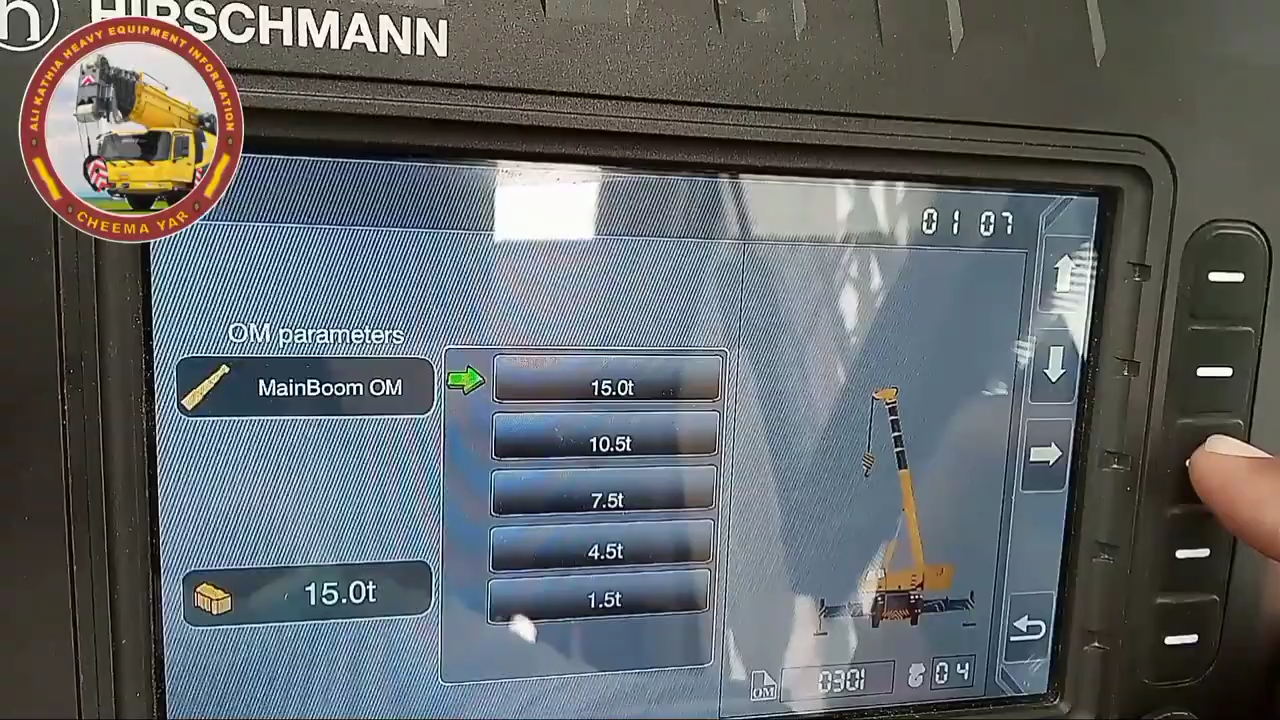 h HIRSCHMANN
ALI KATHIA HEAVY EQUIPMENT INFORMATION
CHEEMA YAR
01 07
OM parameters
MainBoom OM
15.0t
10.5t
7.5t
4.5t
1.5t
15.0t
OM
0301
04